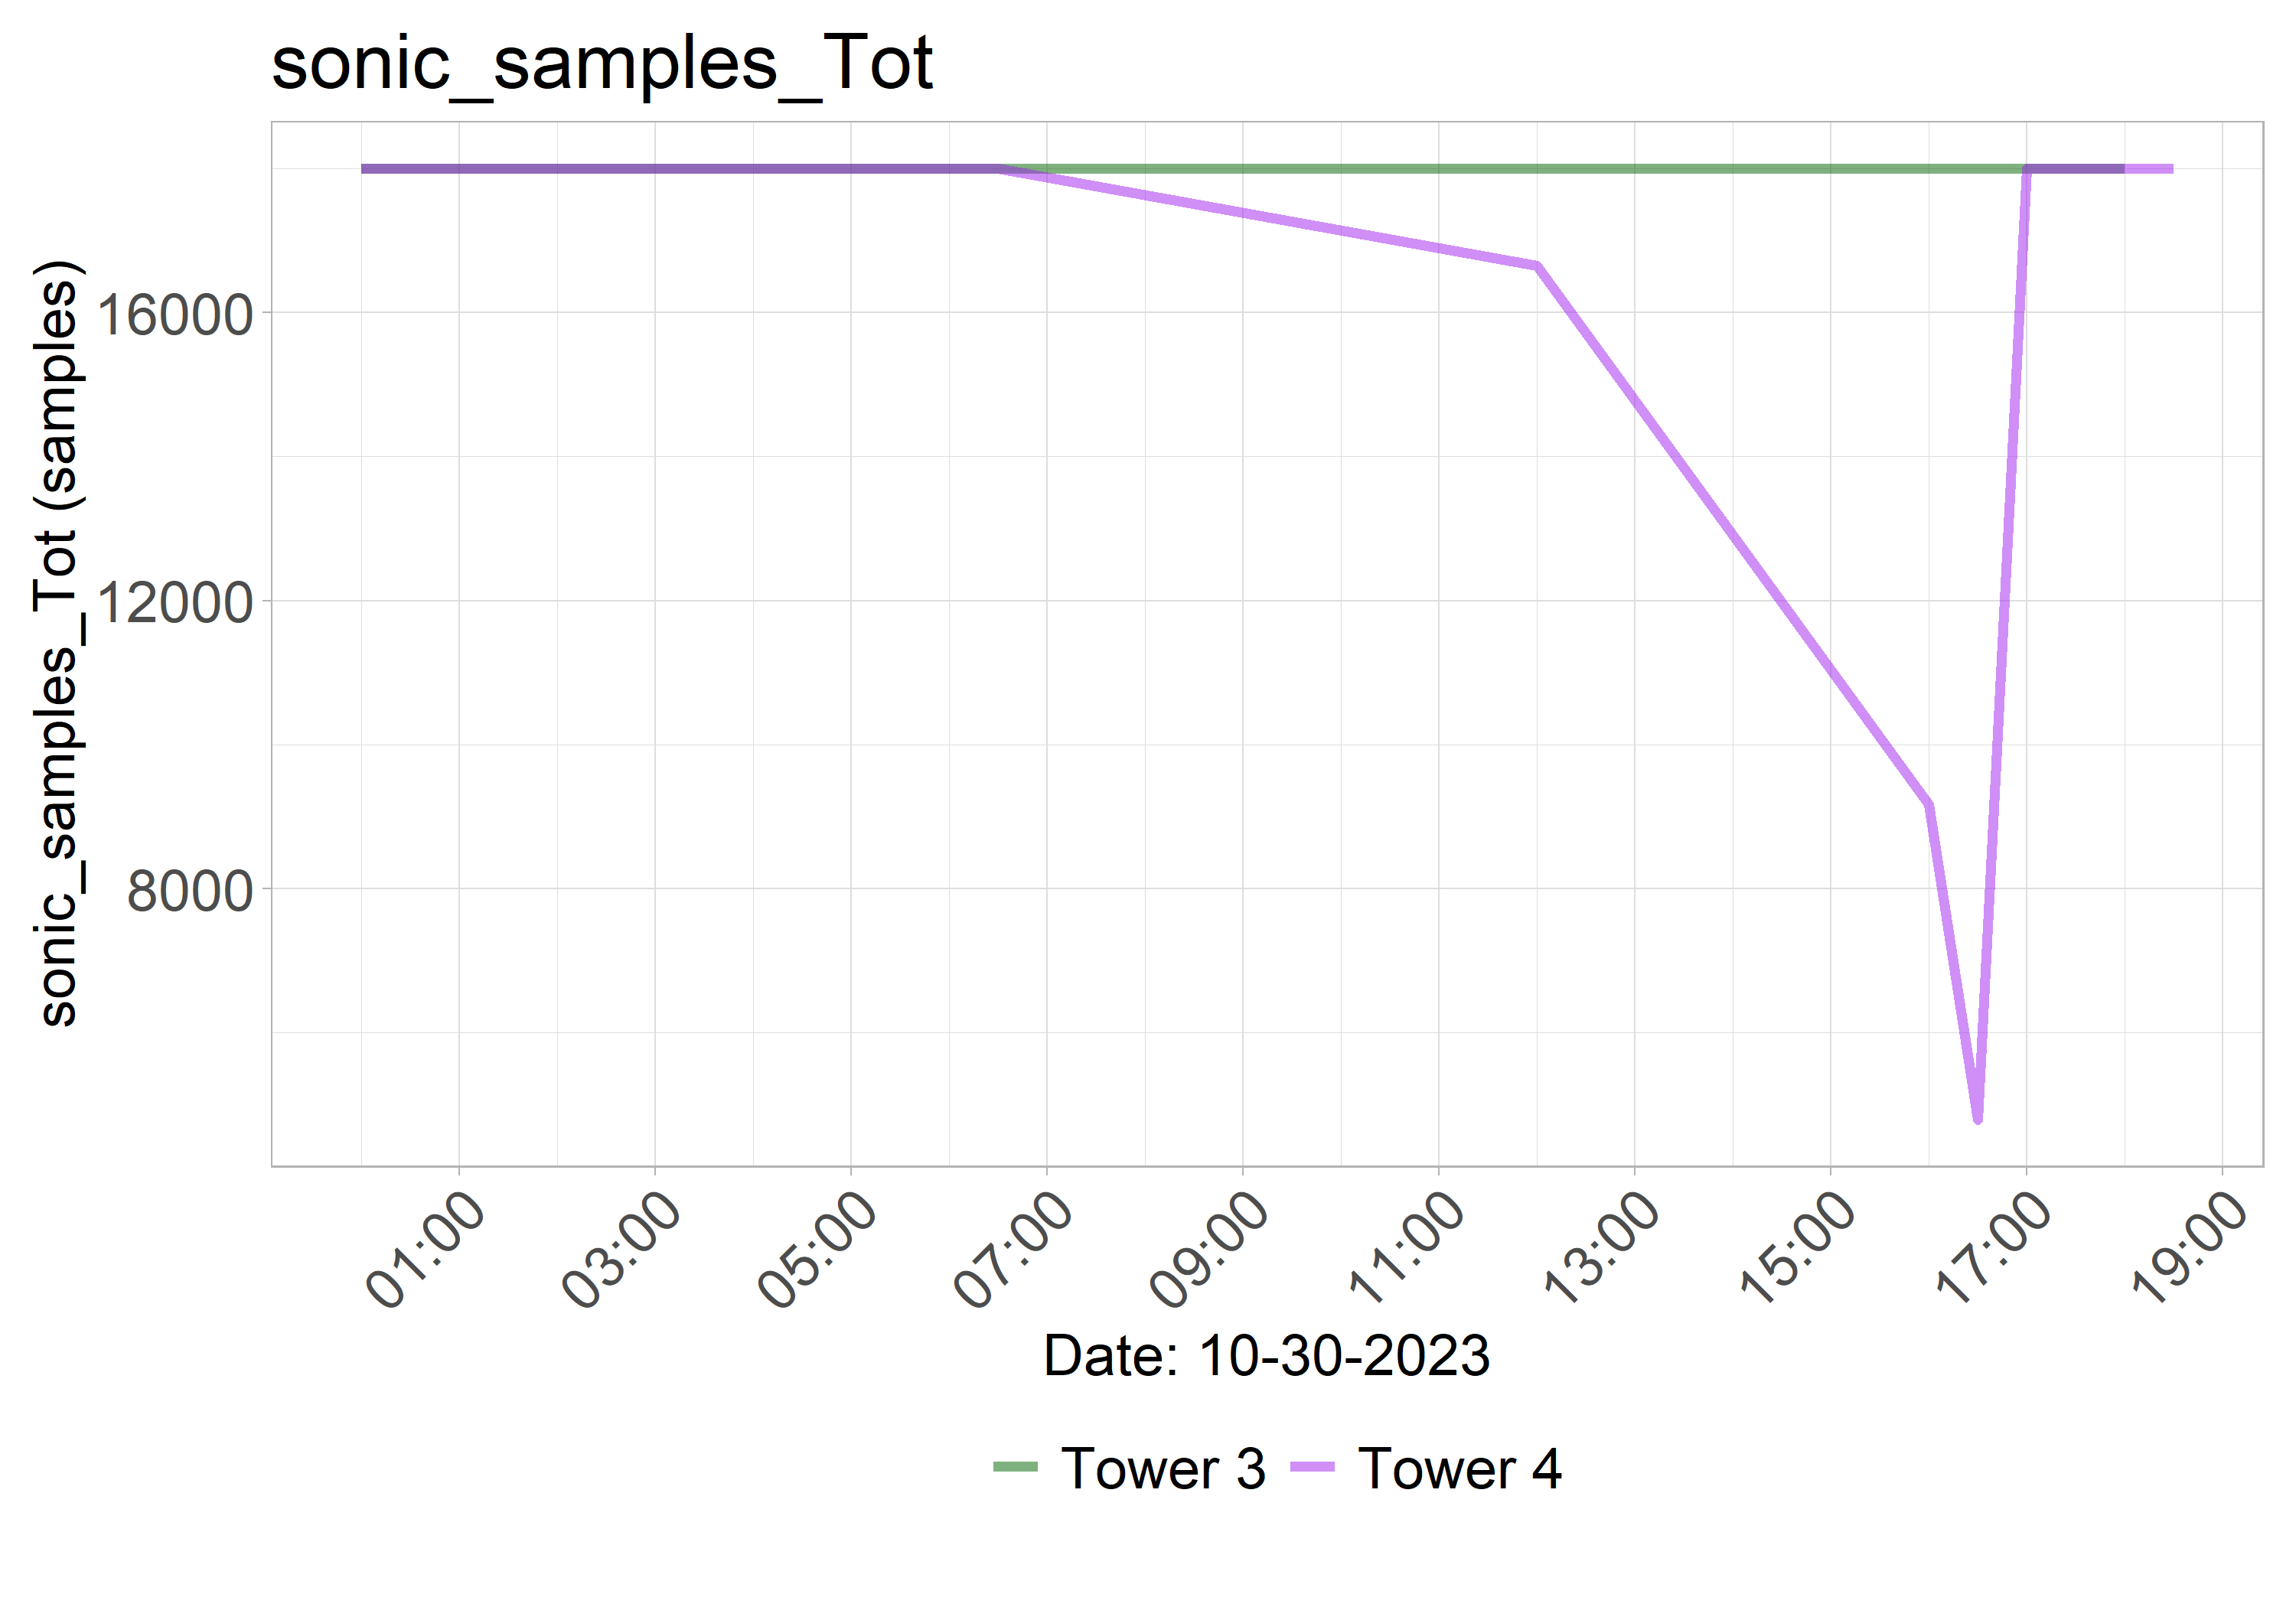 sonic_samples_Tot
sonic_samples_Tot (samples)
16000
12000
8000
01:00
03:00
05:00
07:00
09:00
11:00
13:00
15:00
17:00
19:00
Date: 10-30-2023
Tower 3
Tower 4